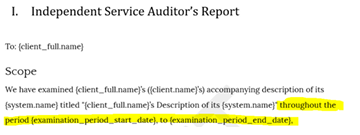 I. Independent Service Auditor's Report
To: {client_full.name}
Scope
We have examined {client_full.name}'s ({client.name}'s) accompanying description of its
{system.name} titled "{client_full.name}'s Description of its {system.name}" throughout the
period {examination_period_start_date}, to {examination_period_end_date},